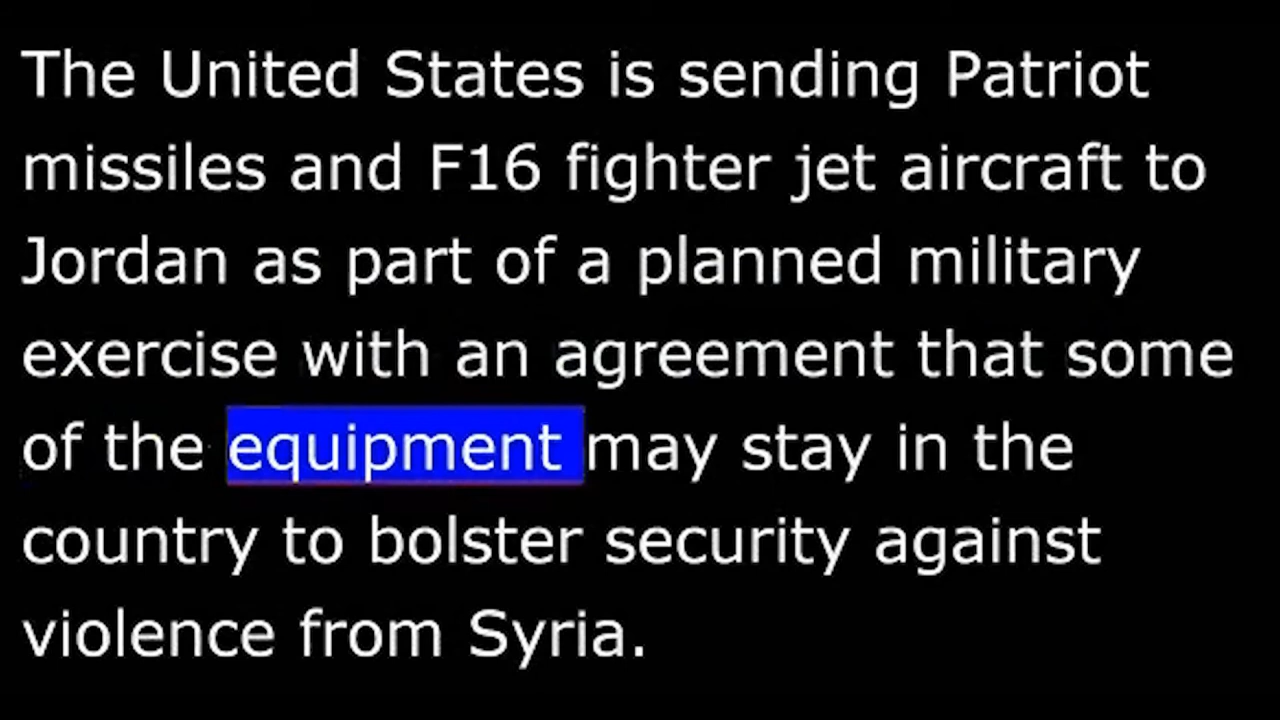 The United States is sending Patriot
missiles and F16 fighter jet aircraft to
Jordan as part of a planned military
exercise with an agreement that some
of the equipment may stay in the
country to bolster security against
violence from Syria.